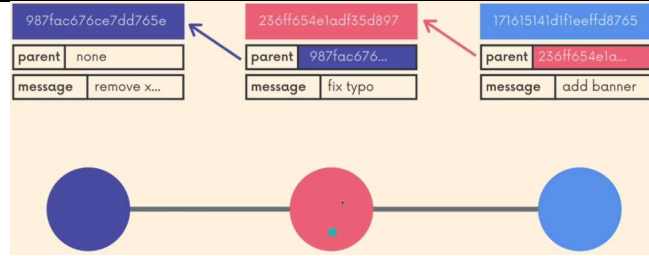 987fac676ce7dd765e
parent none
message remove x...
236ff654e1adf35d897
parent 987fac676...
message fix typo
171615141d1f1eeffd8765
parent 236ff654e1a...
message add banner